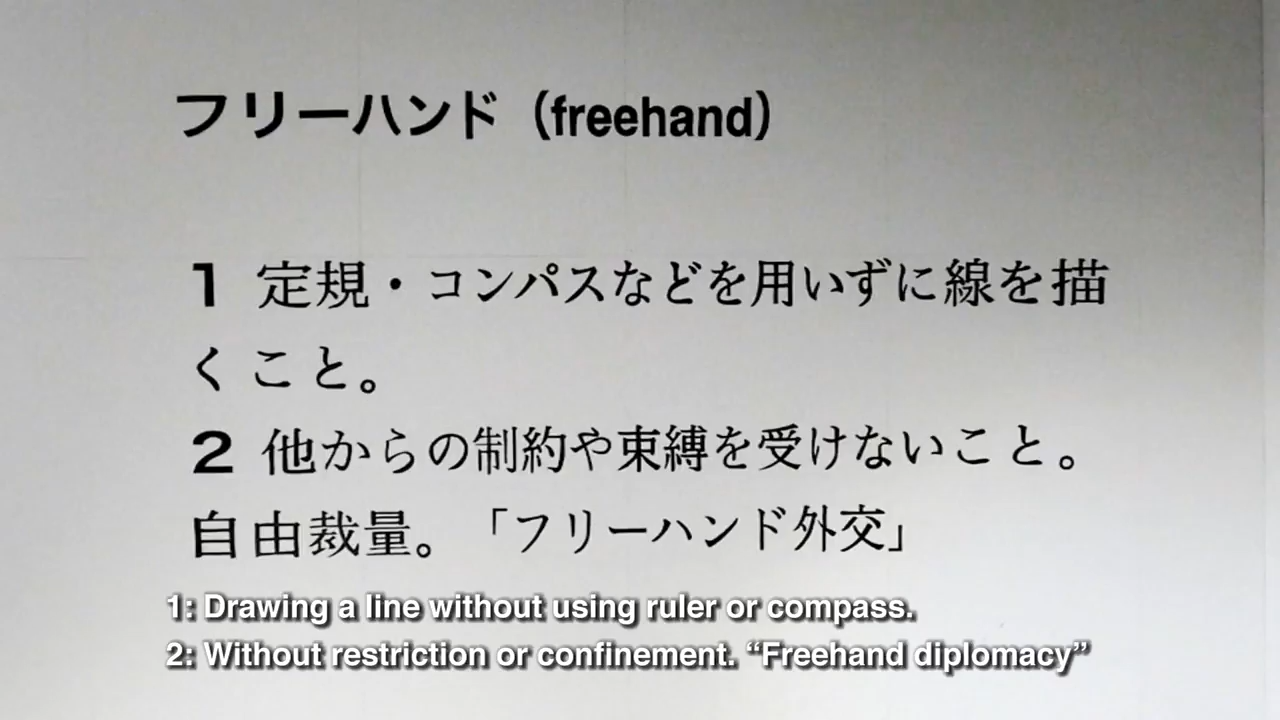 フリーハンド（freehand）
1 定規・コンパスなどを用いずに線を描
くこと。
2 他からの制約や束縛を受けないこと。
自由裁量。「フリーハンド外交」
1: Drawing a line without using ruler or compass.
2: Without restriction or confinement. “Freehand diplomacy”